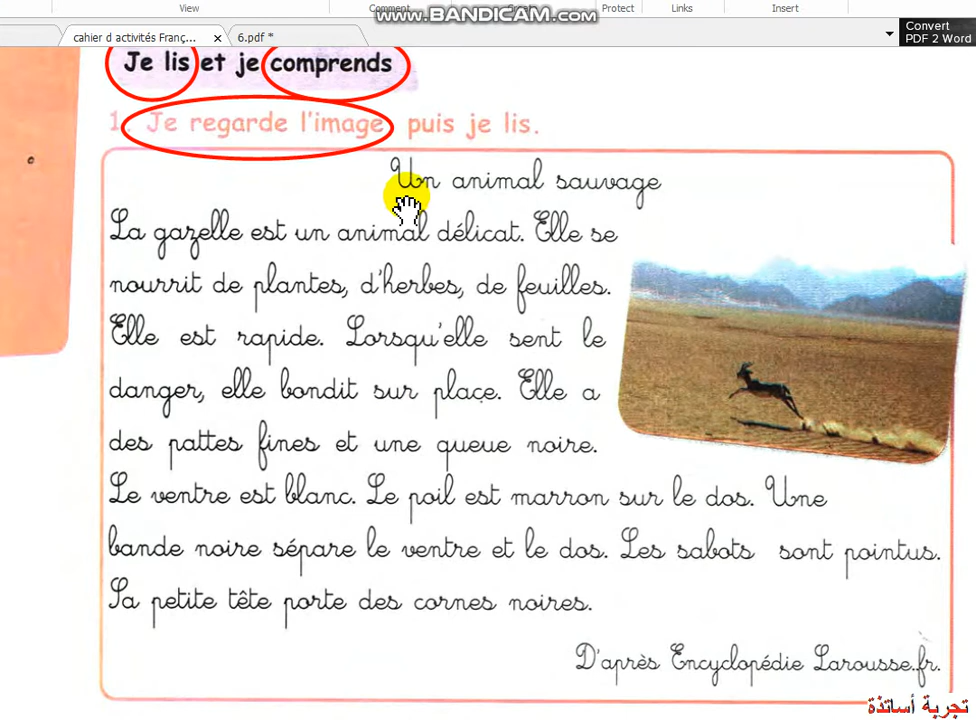 View
Comment
Protect
Links
Insert
www.BANDICAM.com
cahier d activités Franç... x
6.pdf *
Convert
PDF 2 Word
Je lis et je comprends
1. Je regarde l'image, puis je lis.
Un animal sauvage
La gazelle est un animal délicat. Elle se
nourrit de plantes, d'herbes, de feuilles.
Elle est rapide. Lorsqu'elle sent le
danger, elle bondit sur place. Elle a
des pattes fines et une queue noire.
Le ventre est blanc. Le poil est marron sur le dos. Une
bande noire sépare le ventre et le dos. Les sabots sont pointus.
Sa petite tête porte des cornes noires.
D'après Encyclopédie Larousse.fr.
تجربة أساتذة